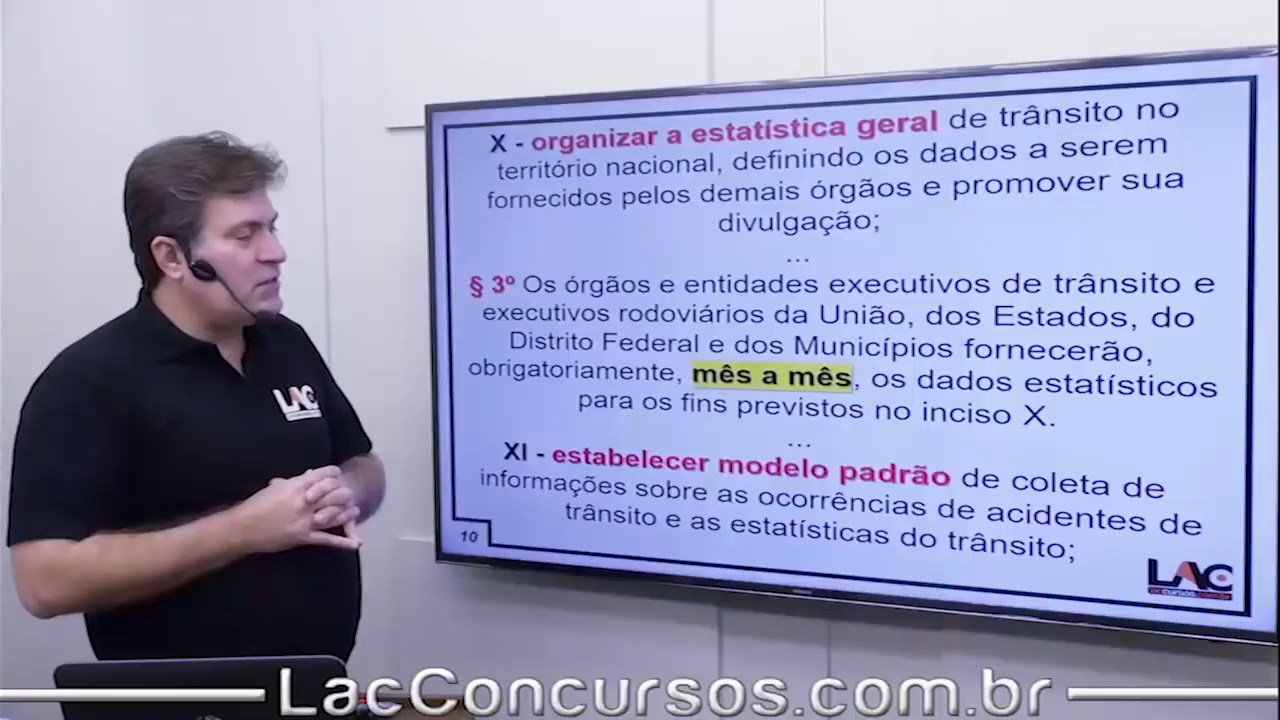 X - organizar a estatística geral de trânsito no
território nacional, definindo os dados a serem
fornecidos pelos demais órgãos e promover sua
divulgação;
...
§ 3º Os órgãos e entidades executivos de trânsito e
executivos rodoviários da União, dos Estados, do
Distrito Federal e dos Municípios fornecerão,
obrigatoriamente, mês a mês, os dados estatísticos
para os fins previstos no inciso X.
...
XI - estabelecer modelo padrão de coleta de
informações sobre as ocorrências de acidentes de
trânsito e as estatísticas do trânsito;
10
LAC
LAC
LacConcursos.com.br